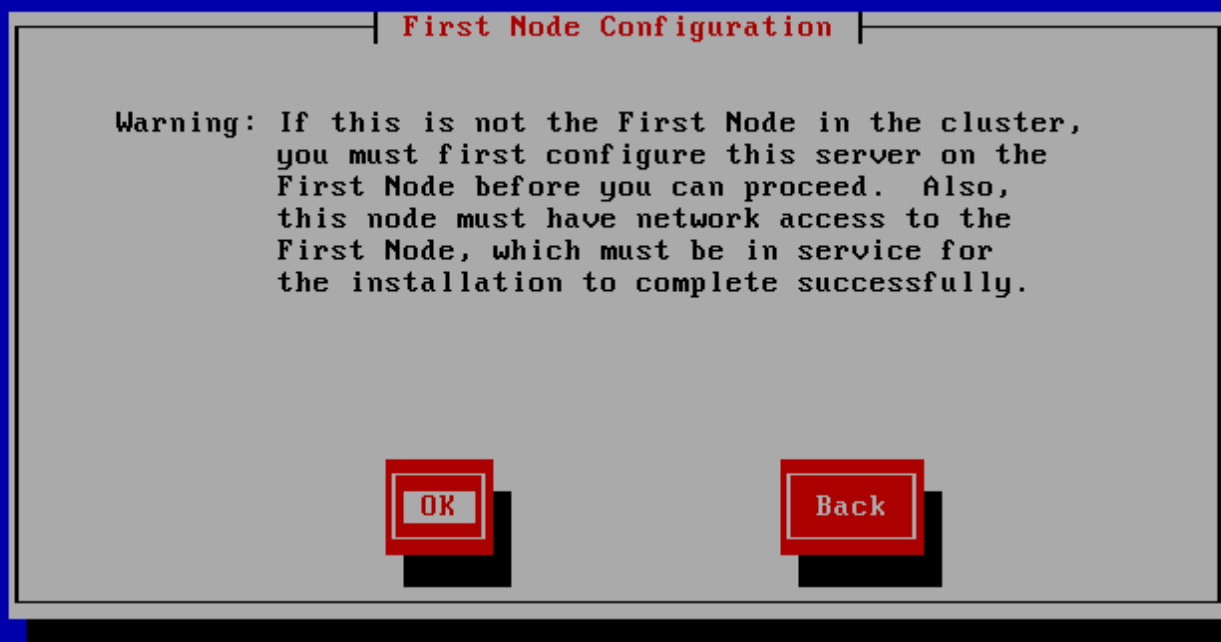 First Node Configuration
Warning: If this is not the First Node in the cluster,
you must first configure this server on the
First Node before you can proceed.  Also,
this node must have network access to the
First Node, which must be in service for
the installation to complete successfully.
OK
Back